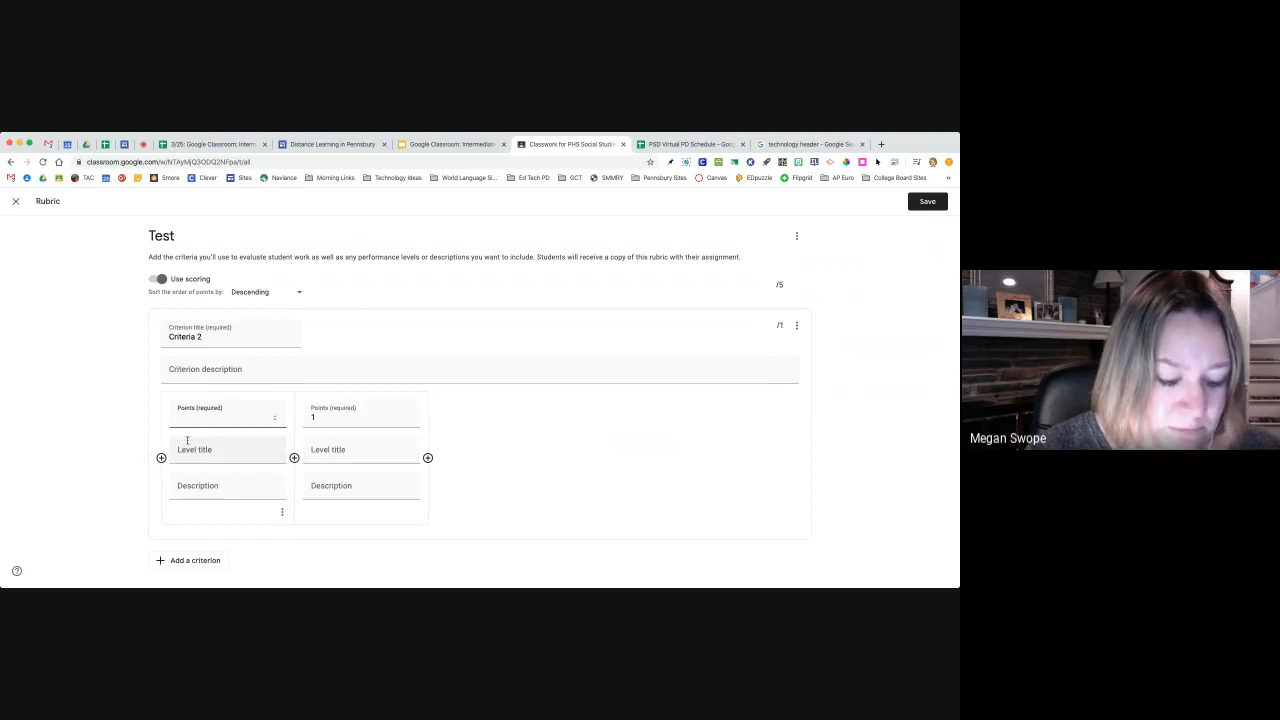 3/25: Google Classroom: Interm
Distance Learning in Pennsbury
Google Classroom: Intermediate
Classwork for PHS Social Studie
PSD Virtual PD Schedule - Goog
technology header - Google Se
classroom.google.com/w/NTAyMjQ3ODQ2NFpa/t/all
TAC
Smore
Clever
Sites
Naviance
Morning Links
Technology Ideas
World Language Si...
Ed Tech PD
GCT
SMMRY
Pennsbury Sites
Canvas
EDpuzzle
Flipgrid
AP Euro
College Board Sites
Rubric
Save
Test
Add the criteria you'll use to evaluate student work as well as any performance levels or descriptions you want to include. Students will receive a copy of this rubric with their assignment.
Use scoring
Sort the order of points by: Descending
/5
Criterion title (required)
Criteria 2
/1
Criterion description
Points (required)
Points (required)
1
Level title
Level title
Description
Description
Add a criterion
Megan Swope